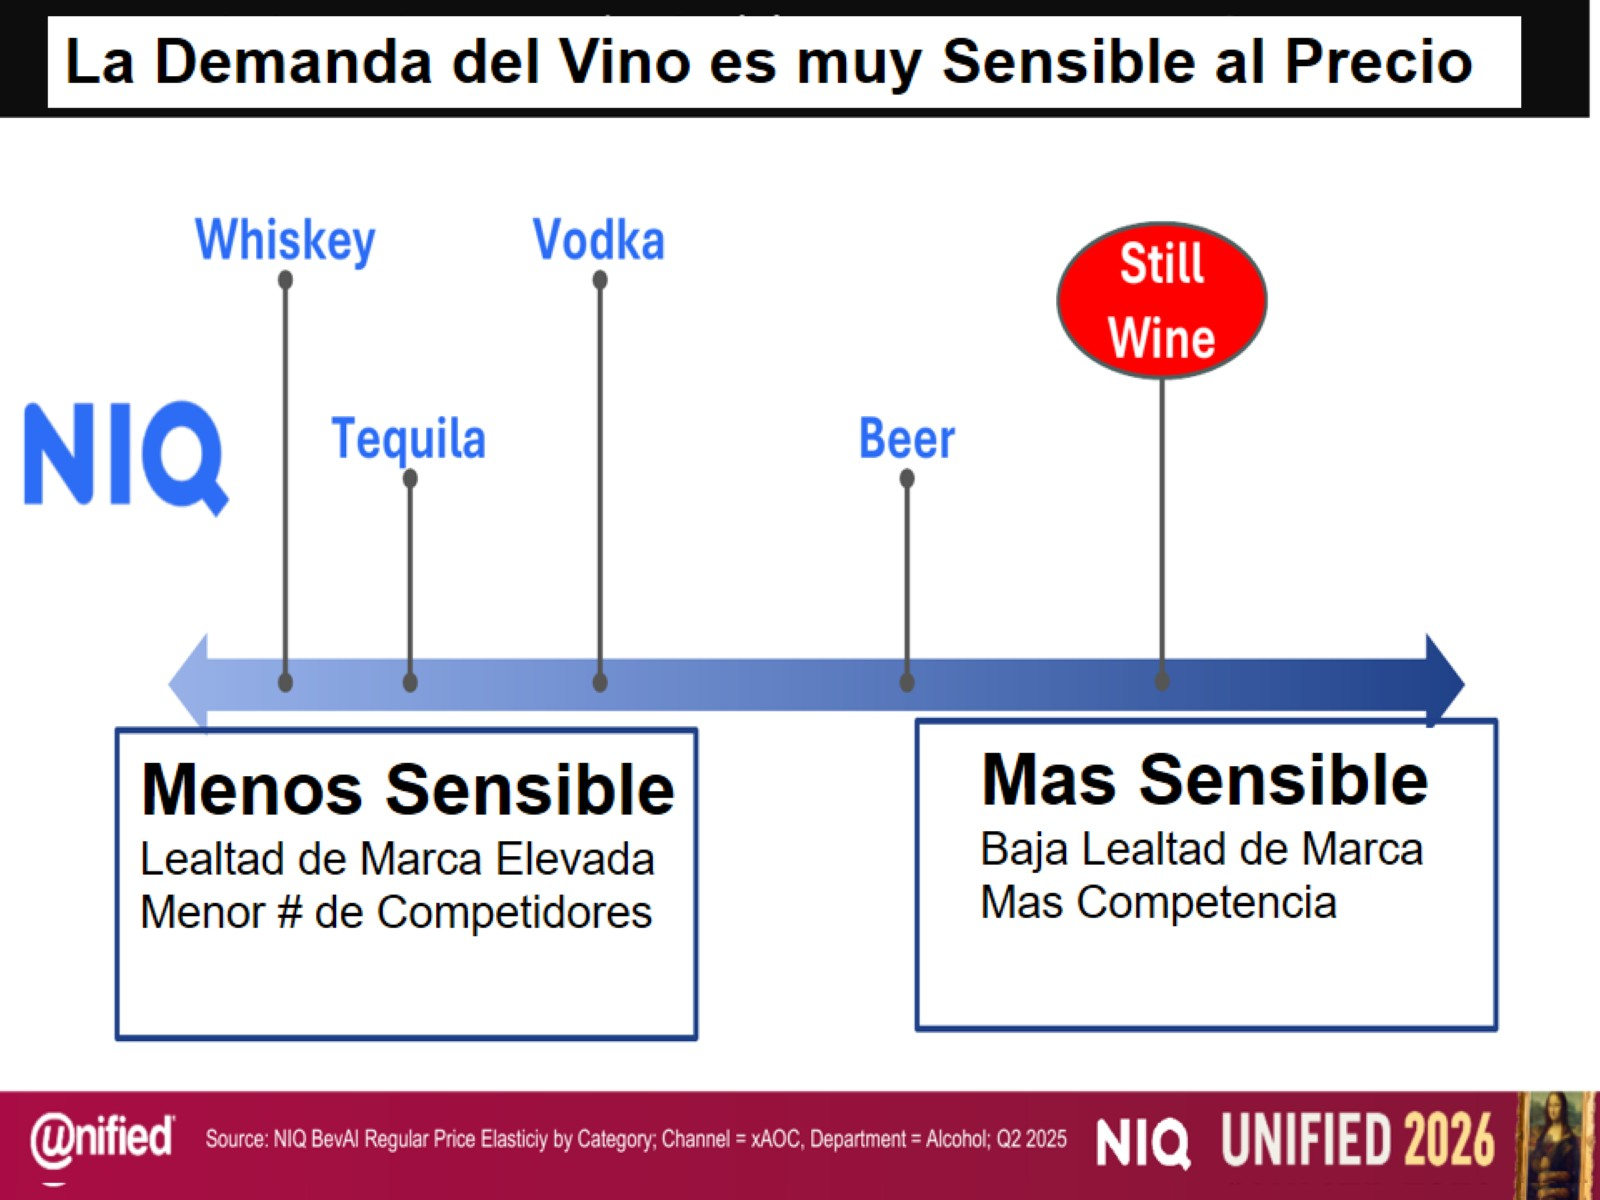 La Demanda del Vino es muy Sensible al Precio
Whiskey
Vodka
Still
Wine
NIQ
Tequila
Beer
Menos Sensible
Lealtad de Marca Elevada
Menor # de Competidores
Mas Sensible
Baja Lealtad de Marca
Mas Competencia
@unified
Source: NIQ BevAl Regular Price Elasticiy by Category; Channel = xAOC, Department = Alcohol; Q2 2025
NIQ
UNIFIED 2026